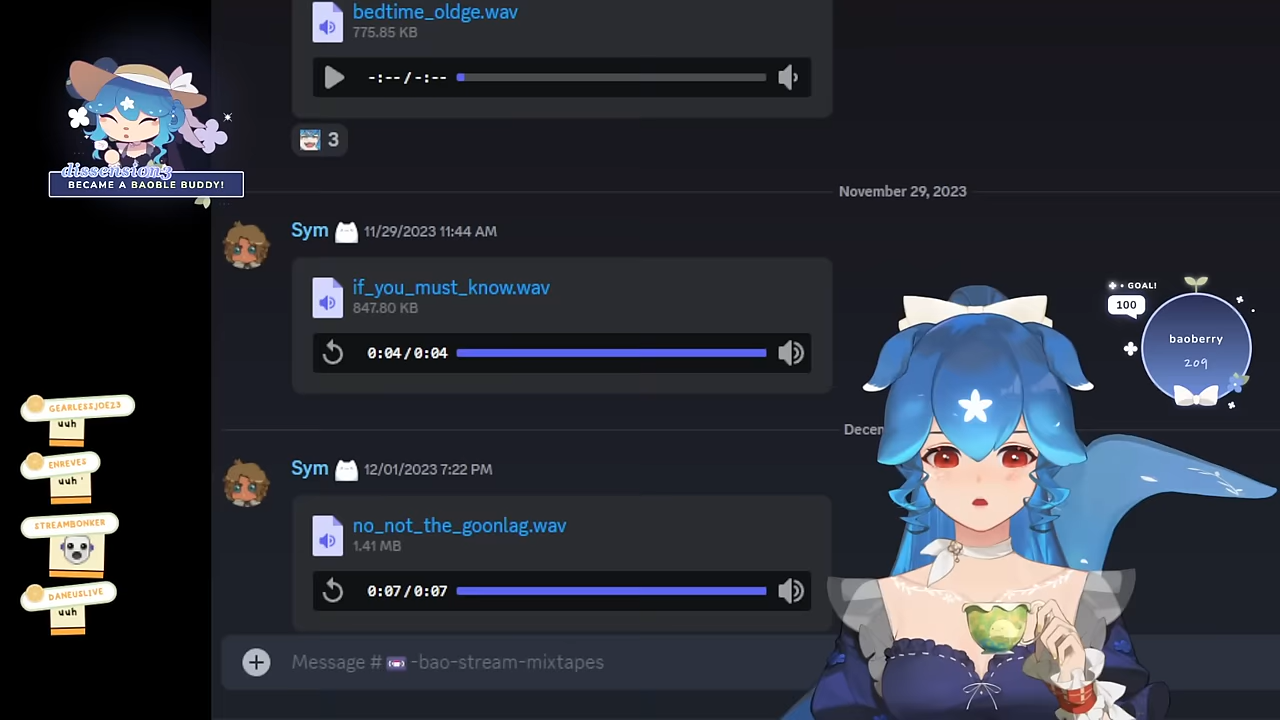 bedtime_oldge.wav
775.85 KB
-:-- / -:--
3
dissension3
BECAME A BAOBLE BUDDY!
November 29, 2023
Sym 11/29/2023 11:44 AM
if_you_must_know.wav
847.80 KB
0:04 / 0:04
GOAL!
100
baoberry
209
GEARLESSJOE23
uuh
ENREVES
uuh '
STREAMBONKER
DANEUSLIVE
uuh
Decem
Sym 12/01/2023 7:22 PM
no_not_the_goonlag.wav
1.41 MB
0:07 / 0:07
Message # -bao-stream-mixtapes